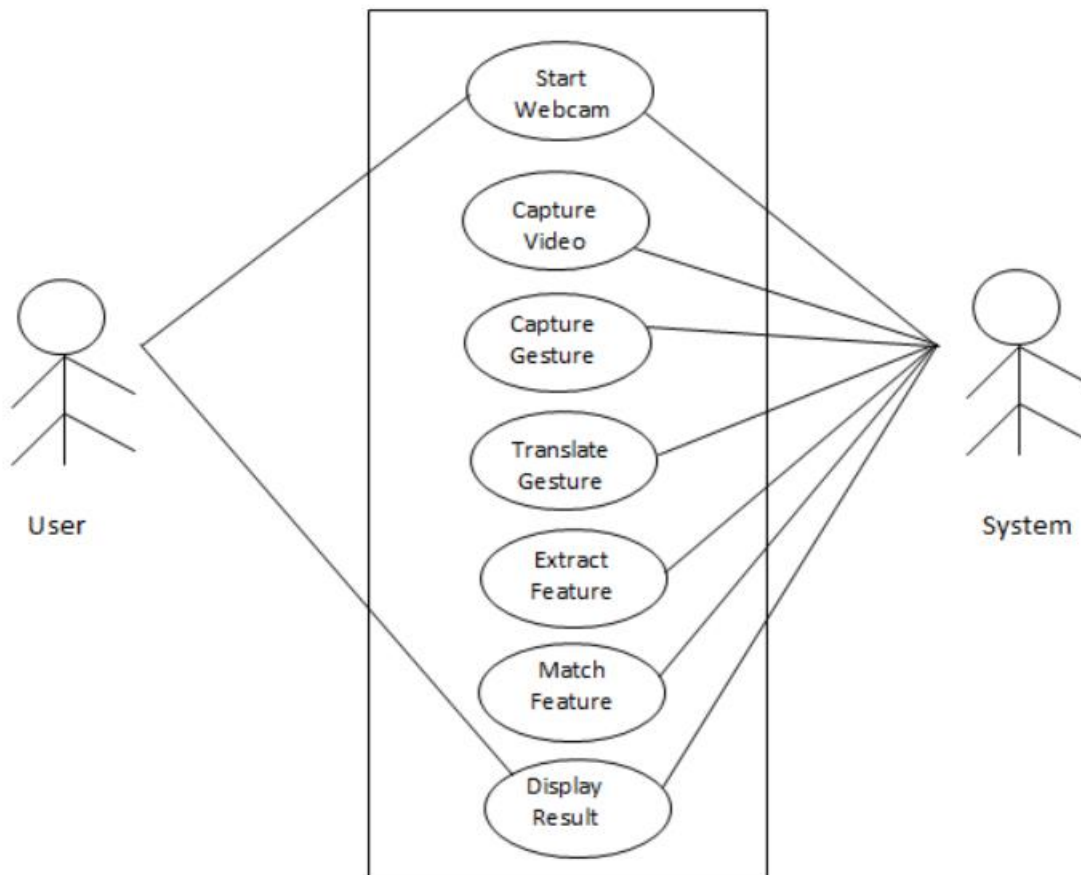 Start
Webcam
Capture
Video
Capture
Gesture
Translate
Gesture
Extract
Feature
Match
Feature
Display
Result
User
System